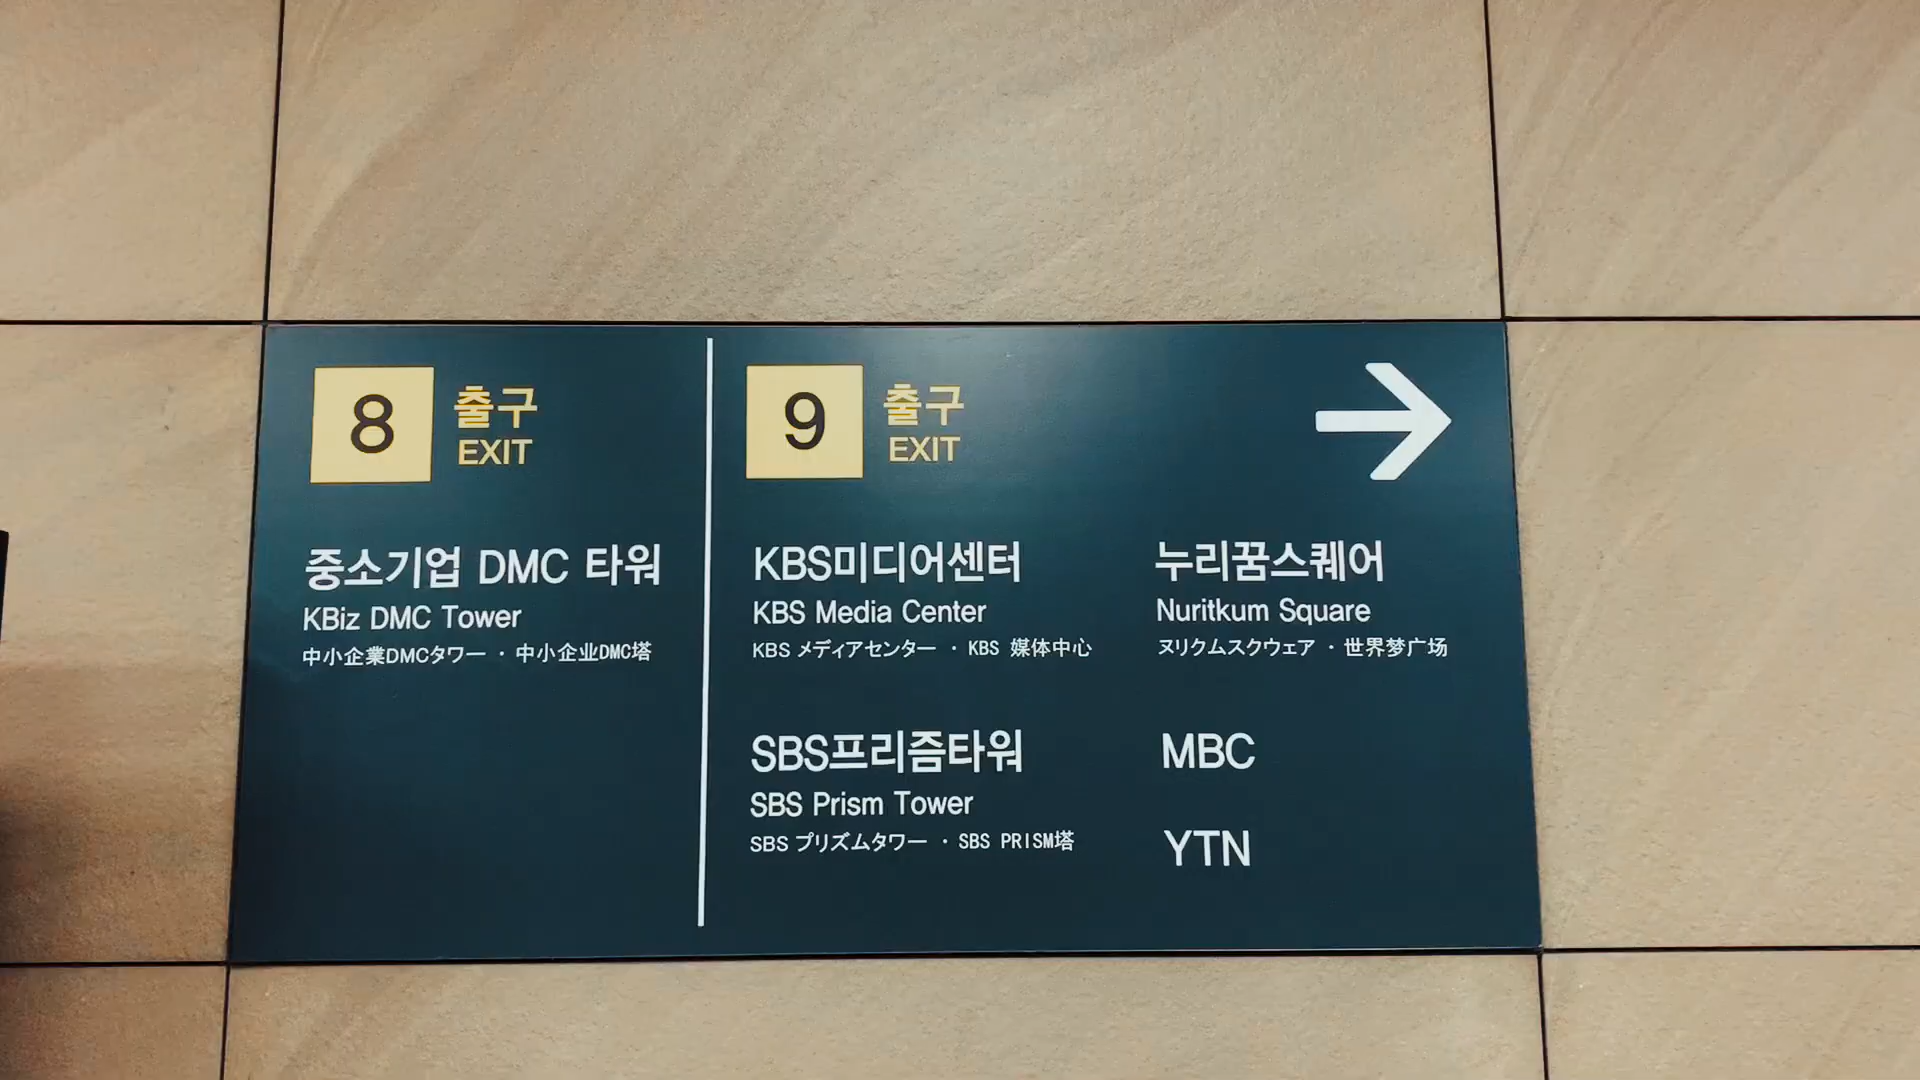 8 출구
EXIT
중소기업 DMC 타워
KBiz DMC Tower
中小企業DMCタワー · 中小企业DMC塔
9 출구
EXIT
KBS미디어센터
KBS Media Center
KBS メディアセンター · KBS 媒体中心
SBS프리즘타워
SBS Prism Tower
SBS プリズムタワー · SBS PRISM塔
누리꿈스퀘어
Nuritkum Square
ヌリクムスクウェア · 世界梦广场
MBC
YTN